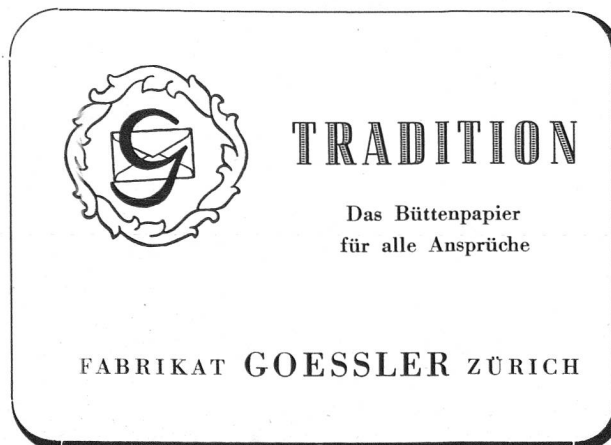 G
TRADITION
Das Büttenpapier
für alle Ansprüche
FABRIKAT GOESSLER ZÜRICH